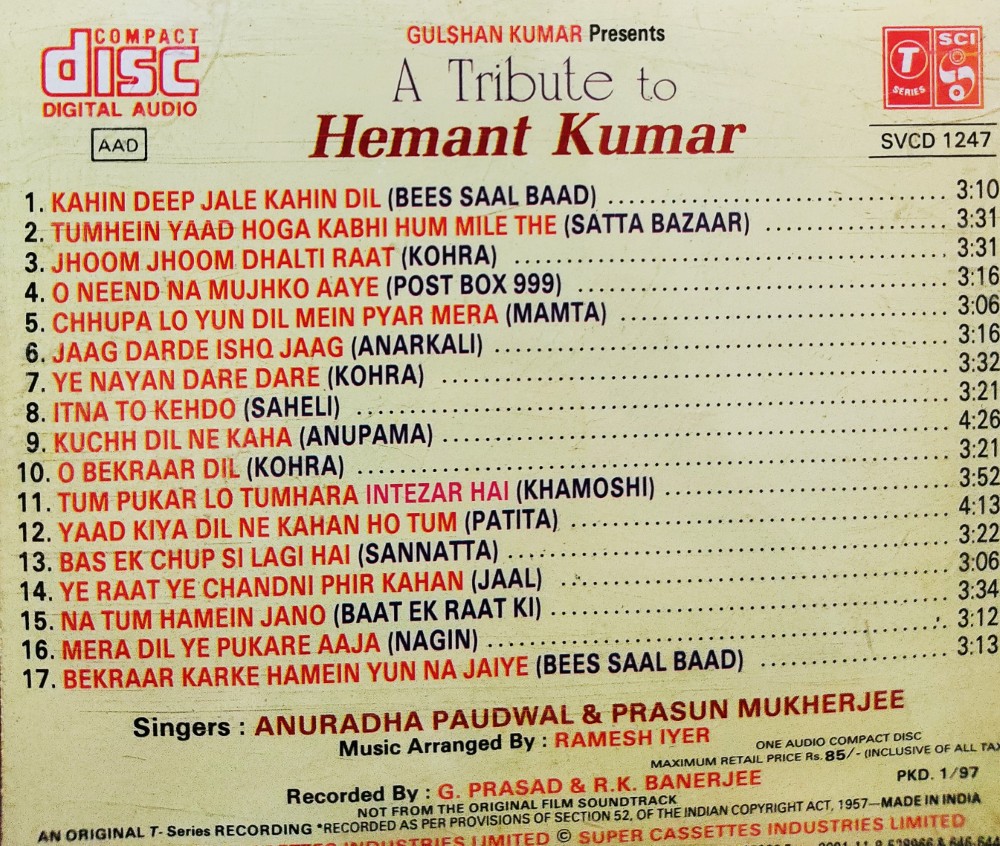 COMPACT
disc
DIGITAL AUDIO
AAD
GULSHAN KUMAR Presents
A Tribute to
Hemant Kumar
T SERIES SCI
SVCD 1247
1. KAHIN DEEP JALE KAHIN DIL (BEES SAAL BAAD) 3:10
2. TUMHEIN YAAD HOGA KABHI HUM MILE THE (SATTA BAZAAR) 3:31
3. JHOOM JHOOM DHALTI RAAT (KOHRA) 3:31
4. O NEEND NA MUJHKO AAYE (POST BOX 999) 3:16
5. CHHUPA LO YUN DIL MEIN PYAR MERA (MAMTA) 3:06
6. JAAG DARDE ISHQ JAAG (ANARKALI) 3:16
7. YE NAYAN DARE DARE (KOHRA) 3:32
8. ITNA TO KEHDO (SAHELI) 3:21
9. KUCHH DIL NE KAHA (ANUPAMA) 4:26
10. O BEKRAAR DIL (KOHRA) 3:21
11. TUM PUKAR LO TUMHARA INTEZAR HAI (KHAMOSHI) 3:52
12. YAAD KIYA DIL NE KAHAN HO TUM (PATITA) 4:13
13. BAS EK CHUP SI LAGI HAI (SANNATTA) 3:22
14. YE RAAT YE CHANDNI PHIR KAHAN (JAAL) 3:06
15. NA TUM HAMEIN JANO (BAAT EK RAAT KI) 3:34
16. MERA DIL YE PUKARE AAJA (NAGIN) 3:12
17. BEKRAAR KARKE HAMEIN YUN NA JAIYE (BEES SAAL BAAD) 3:13
Singers : ANURADHA PAUDWAL & PRASUN MUKHERJEE
Music Arranged By : RAMESH IYER
ONE AUDIO COMPACT DISC
MAXIMUM RETAIL PRICE Rs.85/- (INCLUSIVE OF ALL TAX
Recorded By : G. PRASAD & R.K. BANERJEE
PKD. 1/97
NOT FROM THE ORIGINAL FILM SOUNDTRACK
AN ORIGINAL T- Series RECORDING *RECORDED AS PER PROVISIONS OF SECTION 52, OF THE INDIAN COPYRIGHT ACT, 1957—MADE IN INDIA
INDUSTRIES LIMITED © SUPER CASSETTES INDUSTRIES LIMITED